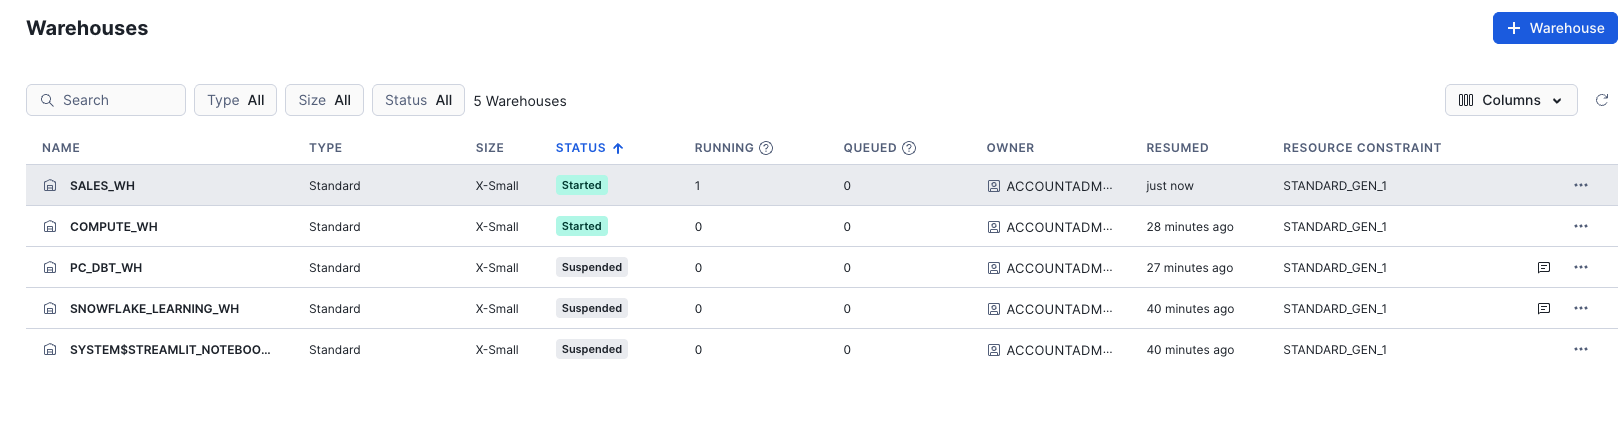 Warehouses
+ Warehouse
Search Type All Size All Status All 5 Warehouses Columns
NAME TYPE SIZE STATUS RUNNING QUEUED OWNER RESUMED RESOURCE CONSTRAINT
SALES_WH Standard X-Small Started 1 0 ACCOUNTADM... just now STANDARD_GEN_1
COMPUTE_WH Standard X-Small Started 0 0 ACCOUNTADM... 28 minutes ago STANDARD_GEN_1
PC_DBT_WH Standard X-Small Suspended 0 0 ACCOUNTADM... 27 minutes ago STANDARD_GEN_1
SNOWFLAKE_LEARNING_WH Standard X-Small Suspended 0 0 ACCOUNTADM... 40 minutes ago STANDARD_GEN_1
SYSTEM$STREAMLIT_NOTEBOO... Standard X-Small Suspended 0 0 ACCOUNTADM... 40 minutes ago STANDARD_GEN_1